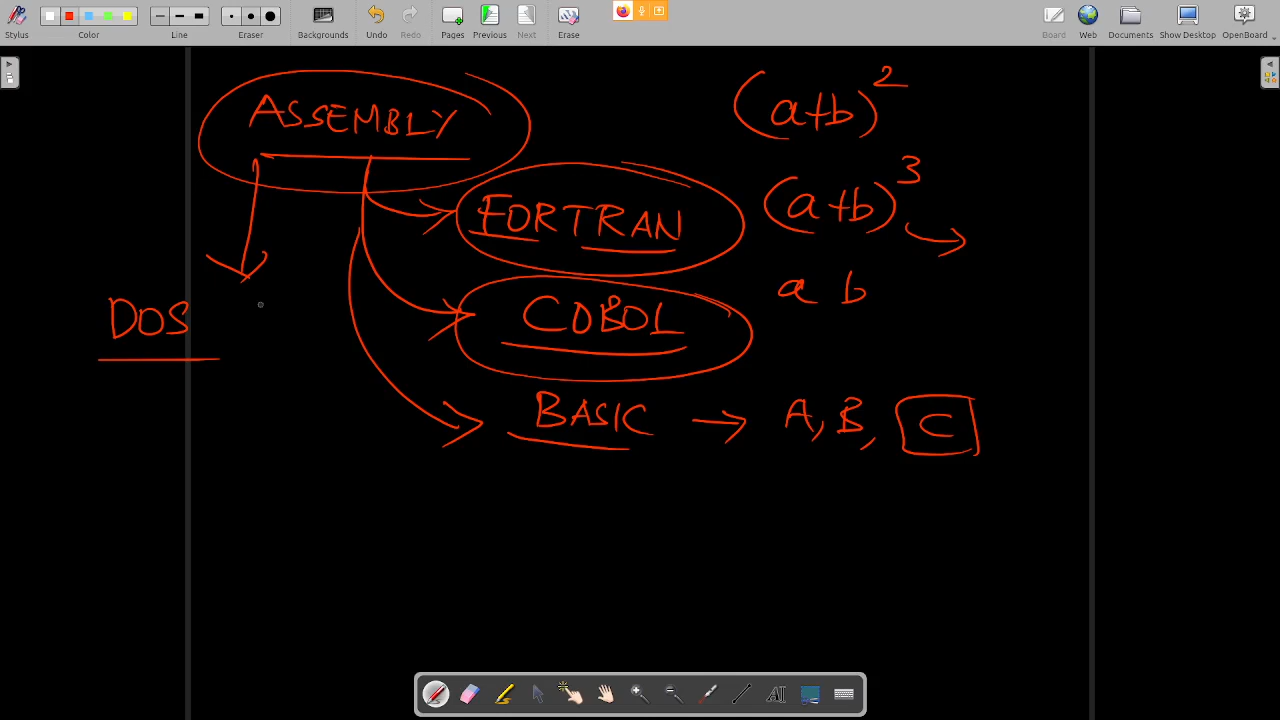 Stylus Color Line Eraser Backgrounds Undo Redo Pages Previous Next Erase Board Web Documents Show Desktop OpenBoard
ASSEMBLY (a+b)²
FORTRAN (a+b)³ →
a b
DOS COBOL
BASIC → A, B, C
AI